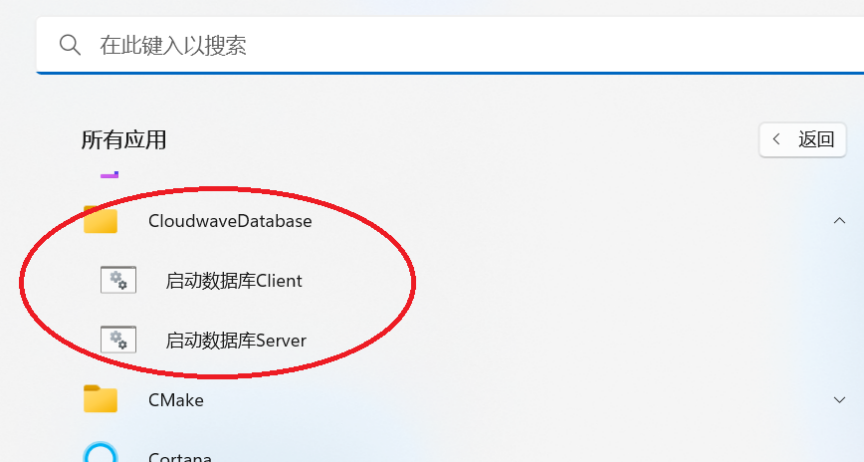 在此键入以搜索
所有应用
返回
CloudwaveDatabase
启动数据库Client
启动数据库Server
CMake
Cortana